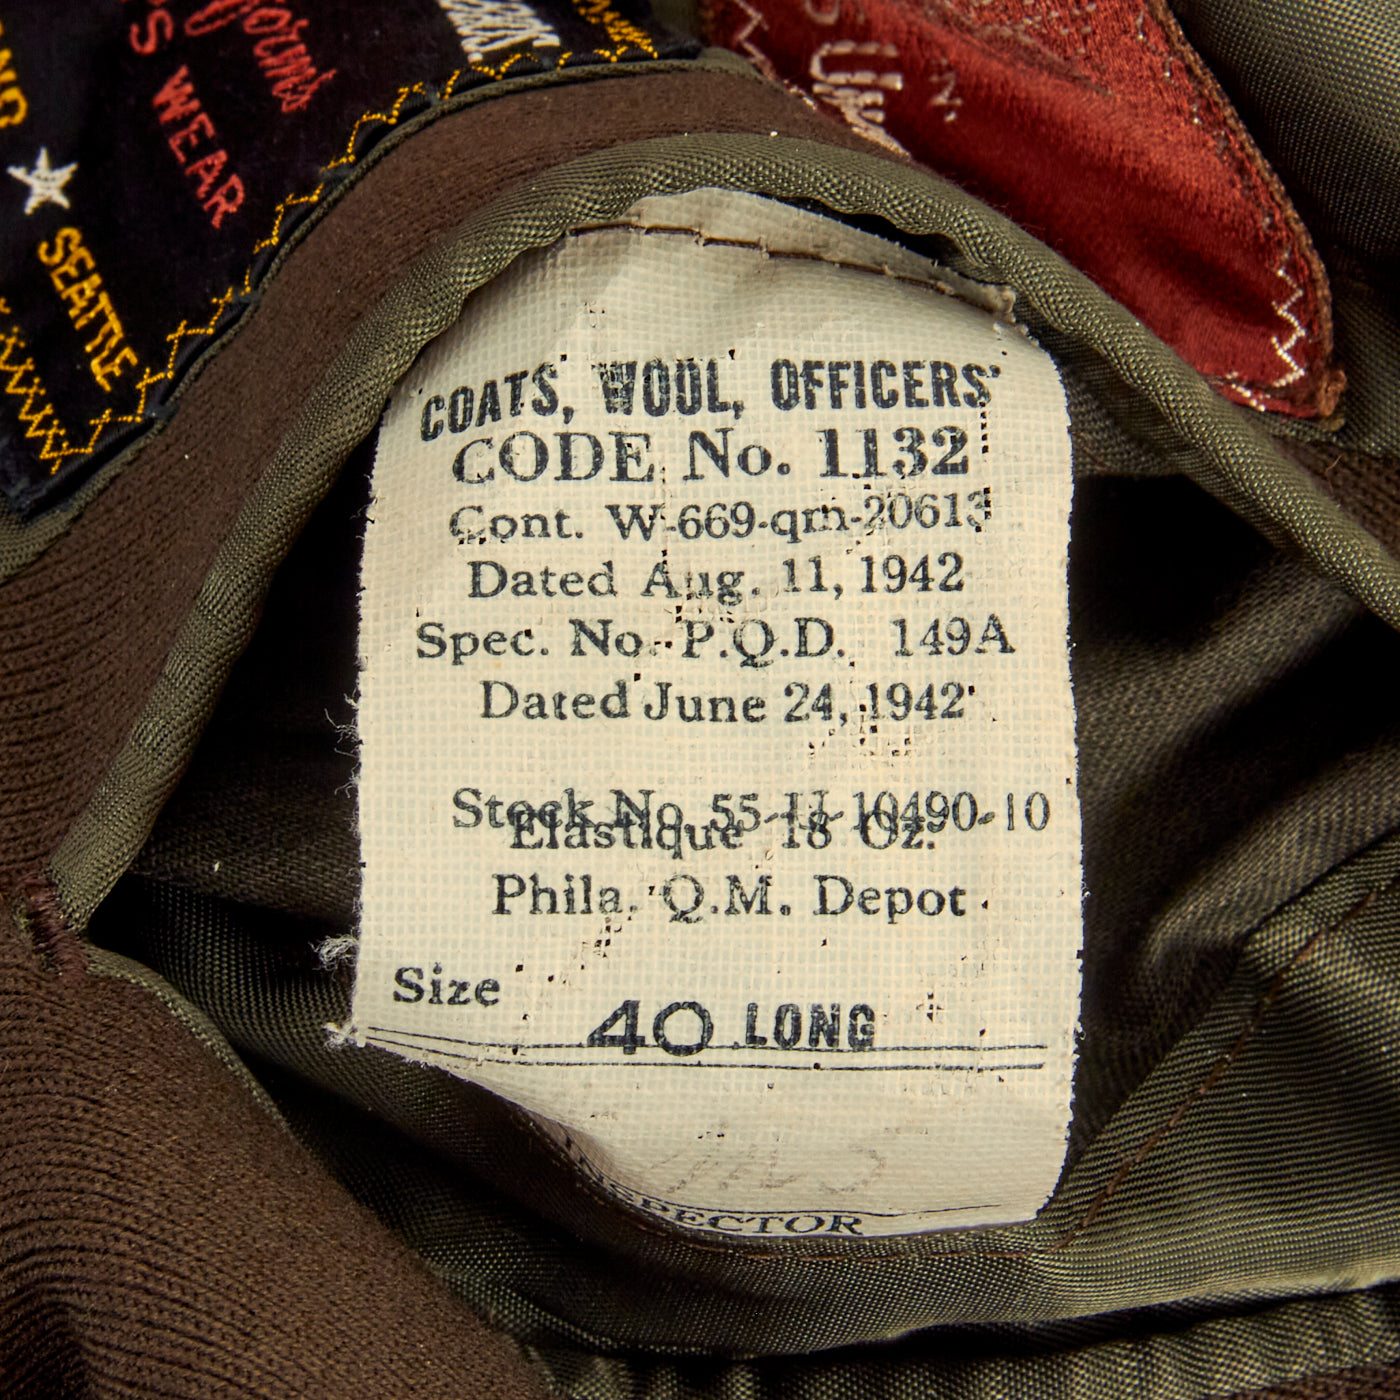 WEAR
SEATTLE
COATS, WOOL, OFFICERS'
CODE No. 1132
Cont. W-669-qm-20613
Dated Aug. 11, 1942
Spec. No. P.Q.D. 149A
Dated June 24, 1942
Stock No. 55-U-10490-10
Elastique 18 Oz.
Phila. Q.M. Depot
Size
40 LONG
INSPECTOR